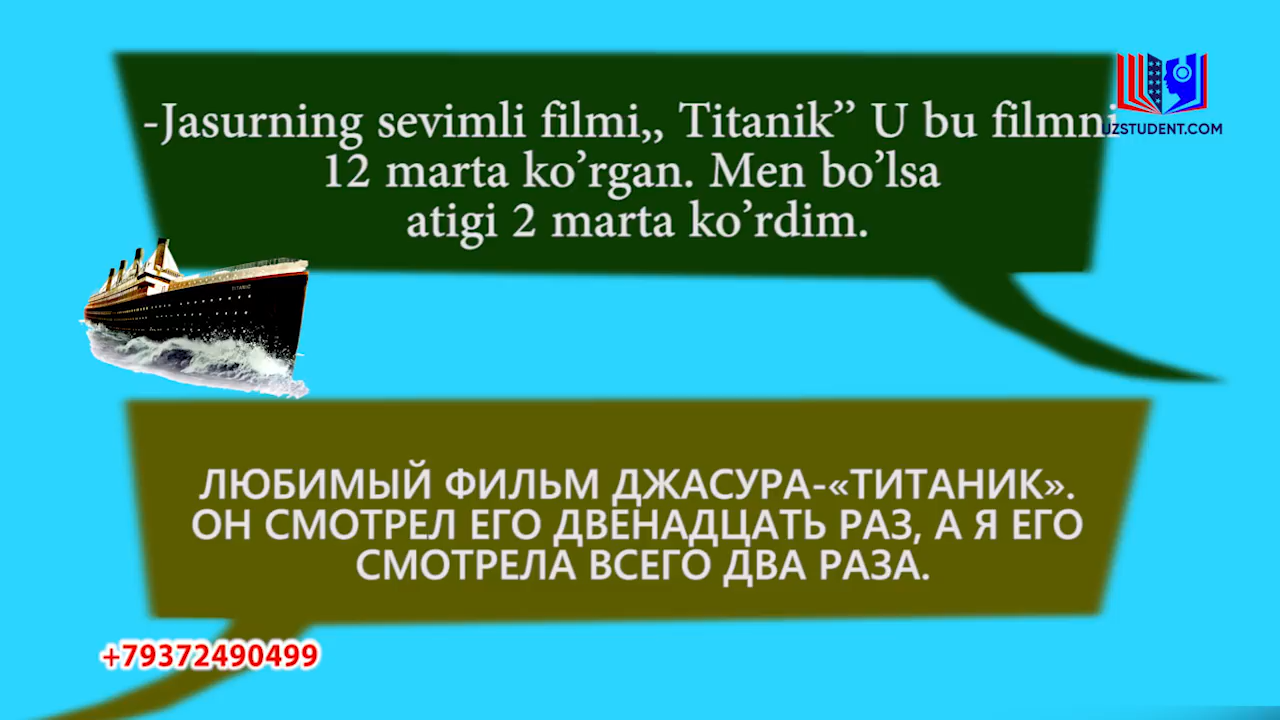 -Jasurning sevimli filmi,, Titanik” U bu filmni
12 marta ko’rgan. Men bo’lsa
atigi 2 marta ko’rdim.
UZSTUDENT.COM
TITANIC
ЛЮБИМЫЙ ФИЛЬМ ДЖАСУРА-«ТИТАНИК».
ОН СМОТРЕЛ ЕГО ДВЕНАДЦАТЬ РАЗ, А Я ЕГО
СМОТРЕЛА ВСЕГО ДВА РАЗА.
+79372490499